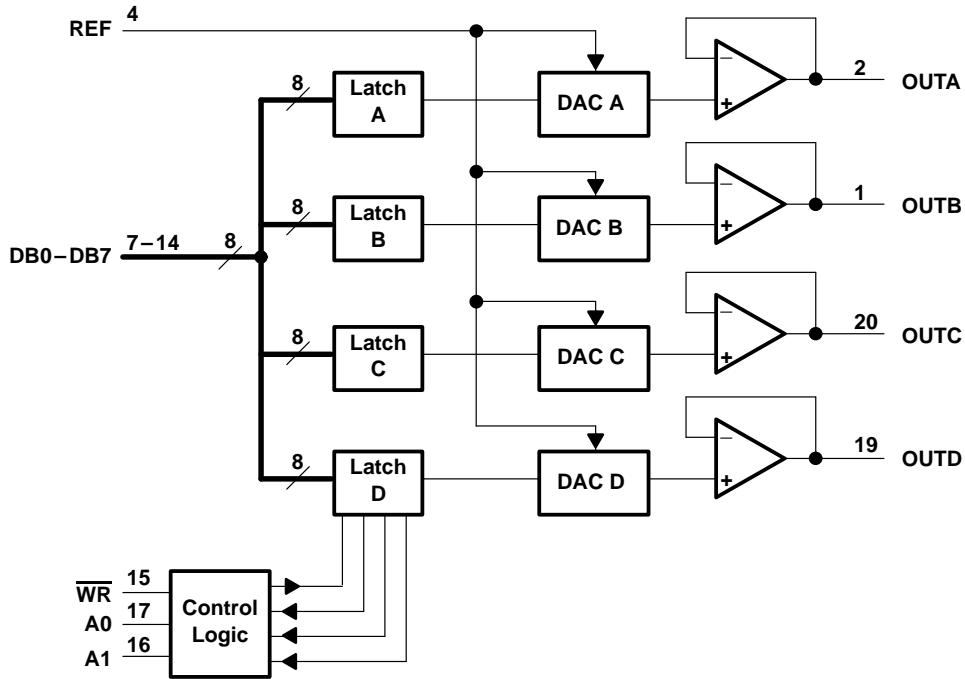 REF 4
8 Latch A
DAC A
− +
2 OUTA
8 Latch B
DAC B
− +
1 OUTB
DB0–DB7 7–14 8
8 Latch C
DAC C
− +
20 OUTC
8 Latch D
DAC D
− +
19 OUTD
W̅R̅ 15
A0 17
A1 16
Control
Logic